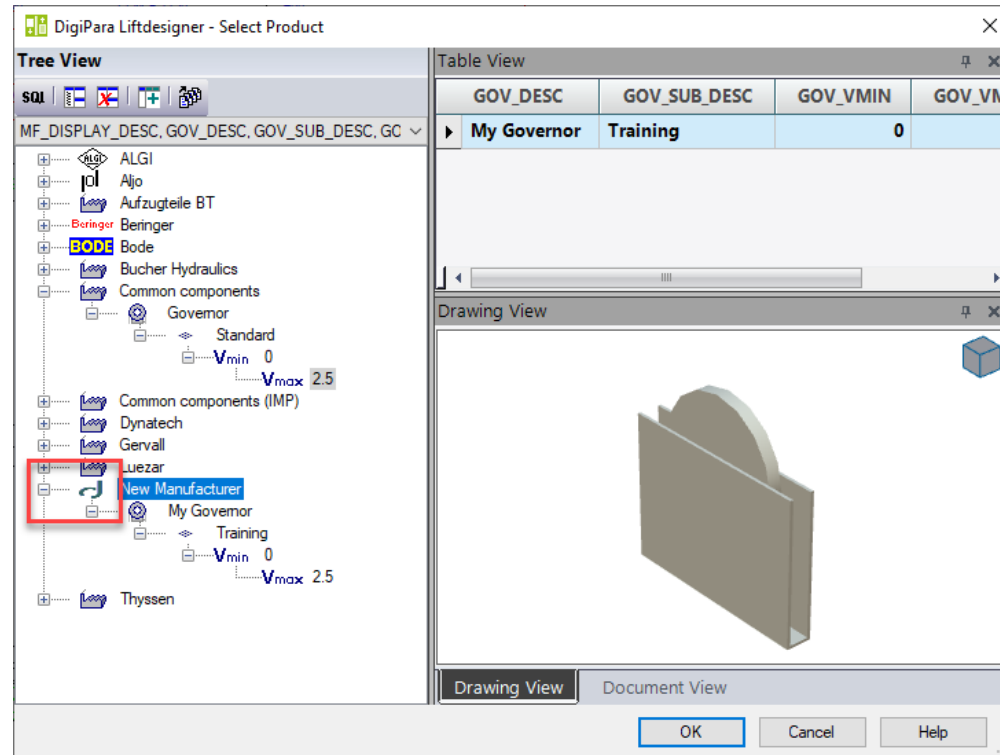 DigiPara Liftdesigner - Select Product
Tree View
SQL
MF_DISPLAY_DESC, GOV_DESC, GOV_SUB_DESC, GC
ALGI ALGI
jol Aljo
Aufzugteile BT
Beringer Beringer
BODE Bode
Bucher Hydraulics
Common components
Governor
Standard
Vmin 0
Vmax 2.5
Common components (IMP)
Dynatech
Gervall
Luezar
New Manufacturer
My Governor
Training
Vmin 0
Vmax 2.5
Thyssen
Table View
GOV_DESC GOV_SUB_DESC GOV_VMIN GOV_VM
My Governor Training 0
Drawing View
Drawing View Document View
OK Cancel Help